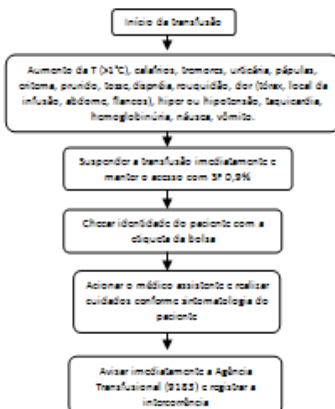 Início da transfusão
Aumento da T (>1°C), calafrios, tremores, urticária, pápulas,
eritema, prurido, tosse, dispnéia, rouquidão, dor (tórax, local da
infusão, abdome, flancos), hiper ou hipotensão, taquicardia,
hemoglobinúria, náusea, vômito.
Suspender a transfusão imediatamente e
manter o acesso com SF 0,9%
Checar identidade do paciente com a
etiqueta da bolsa
Acionar o médico assistente e realizar
cuidados conforme sintomatologia do
paciente
Avisar imediatamente a Agência
Transfusional (9183) e registrar a
intercorrência